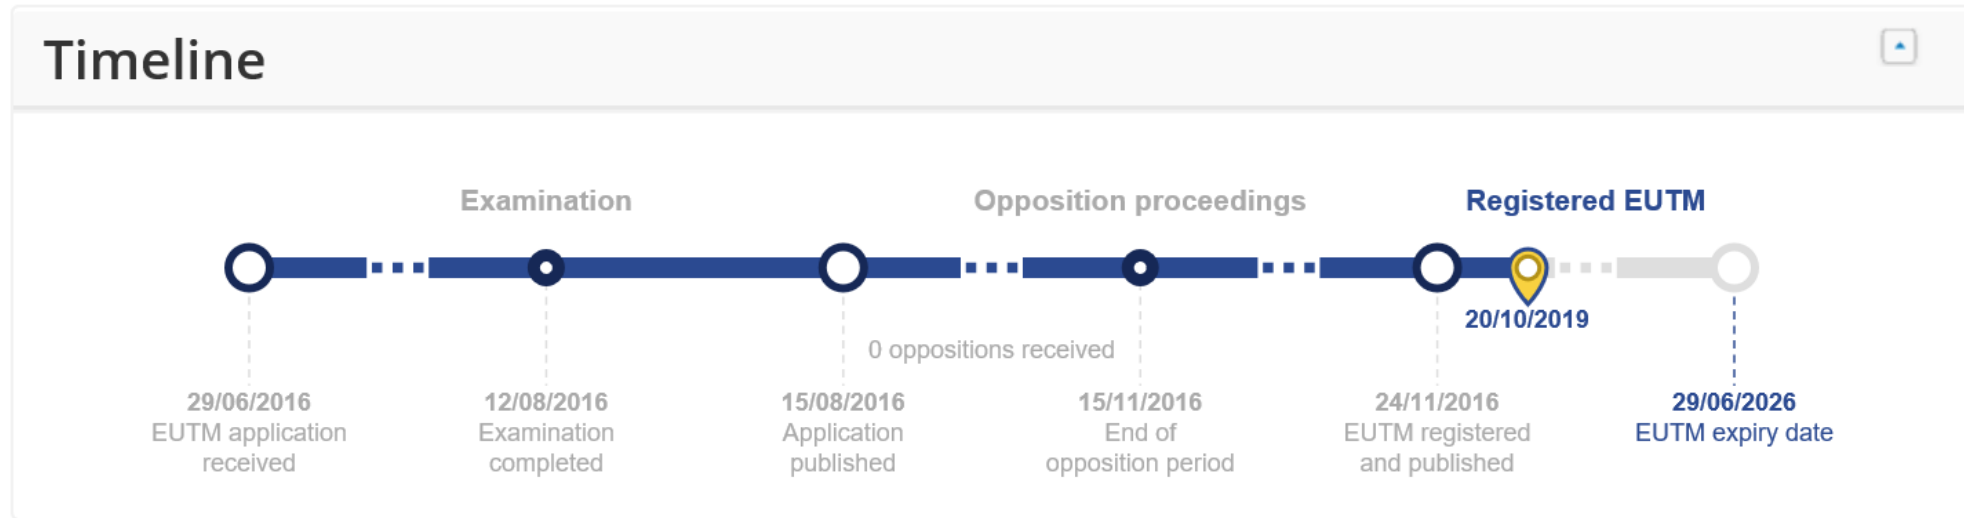 Timeline
Examination
Opposition proceedings
Registered EUTM
20/10/2019
0 oppositions received
29/06/2016
EUTM application
received
12/08/2016
Examination
completed
15/08/2016
Application
published
15/11/2016
End of
opposition period
24/11/2016
EUTM registered
and published
29/06/2026
EUTM expiry date